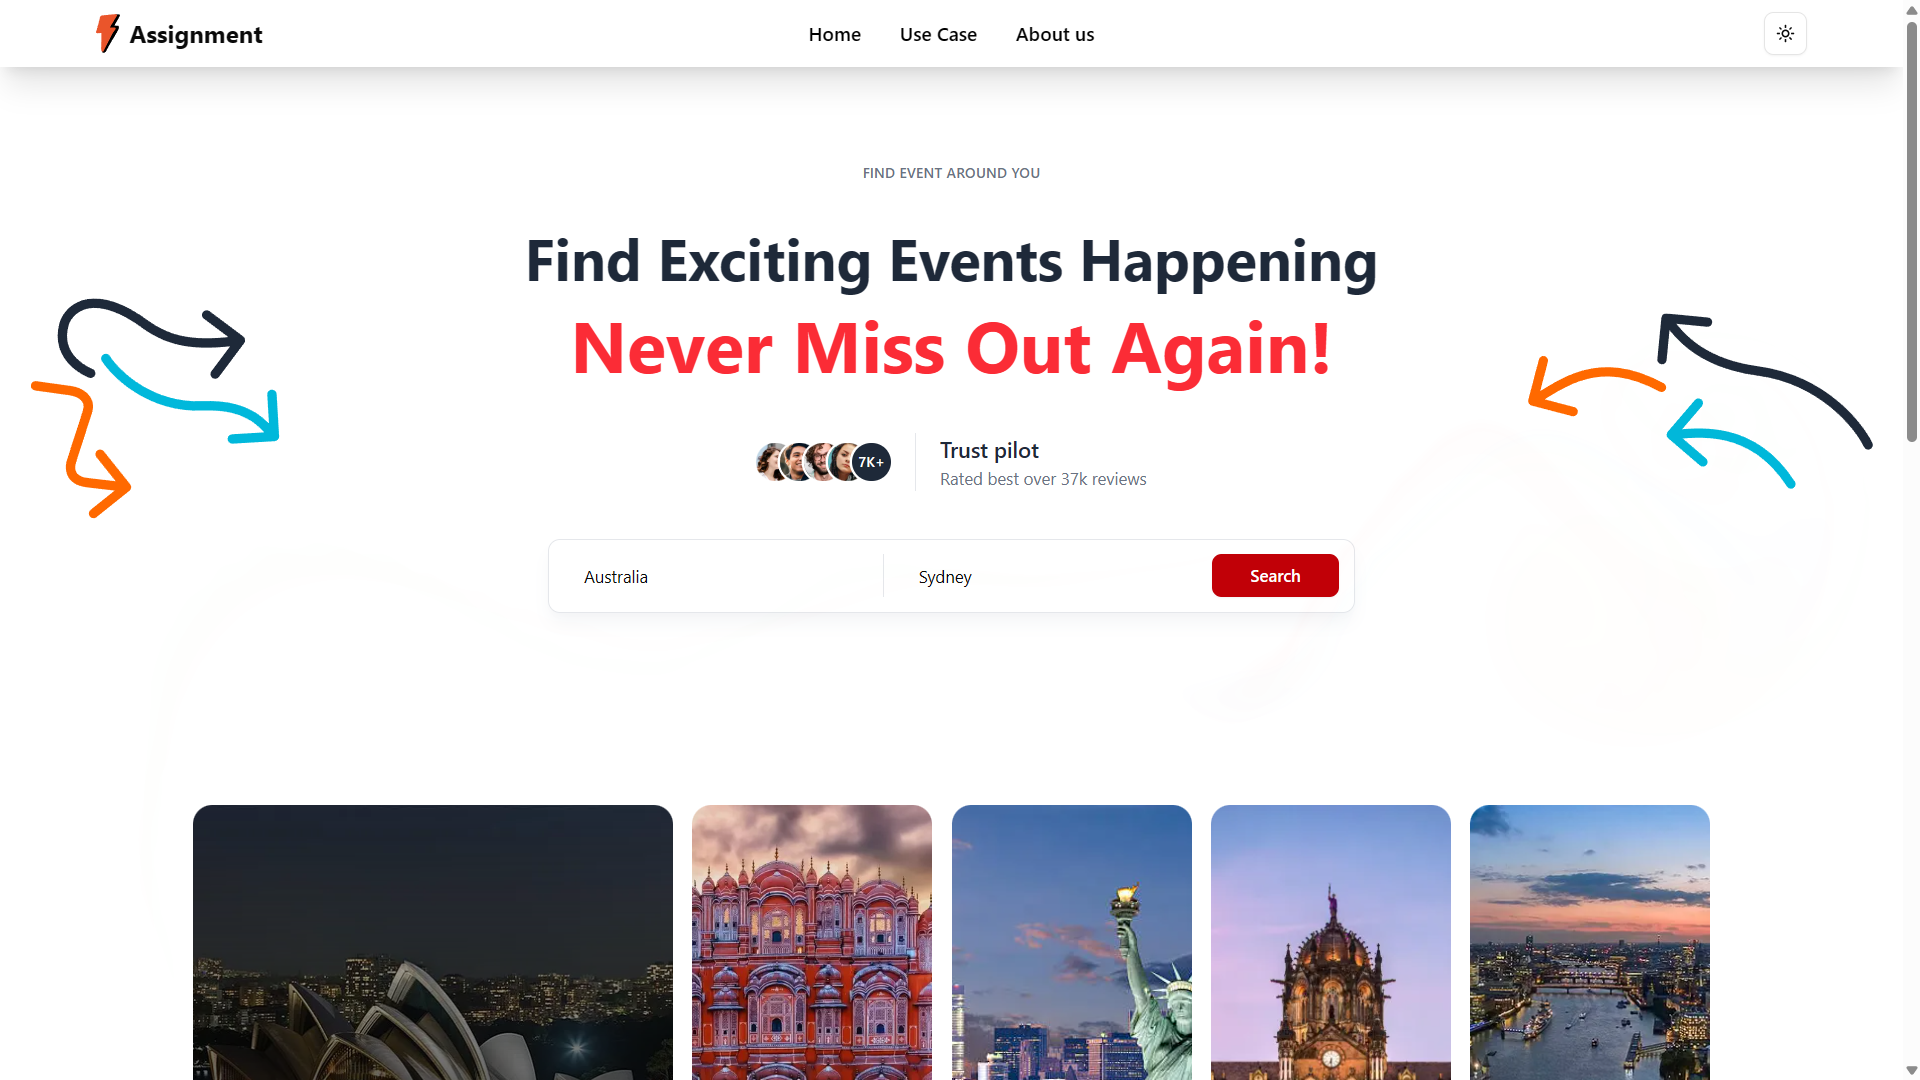 Assignment
Home
Use Case
About us
FIND EVENT AROUND YOU
Find Exciting Events Happening
Never Miss Out Again!
7K+
Trust pilot
Rated best over 37k reviews
Australia
Sydney
Search